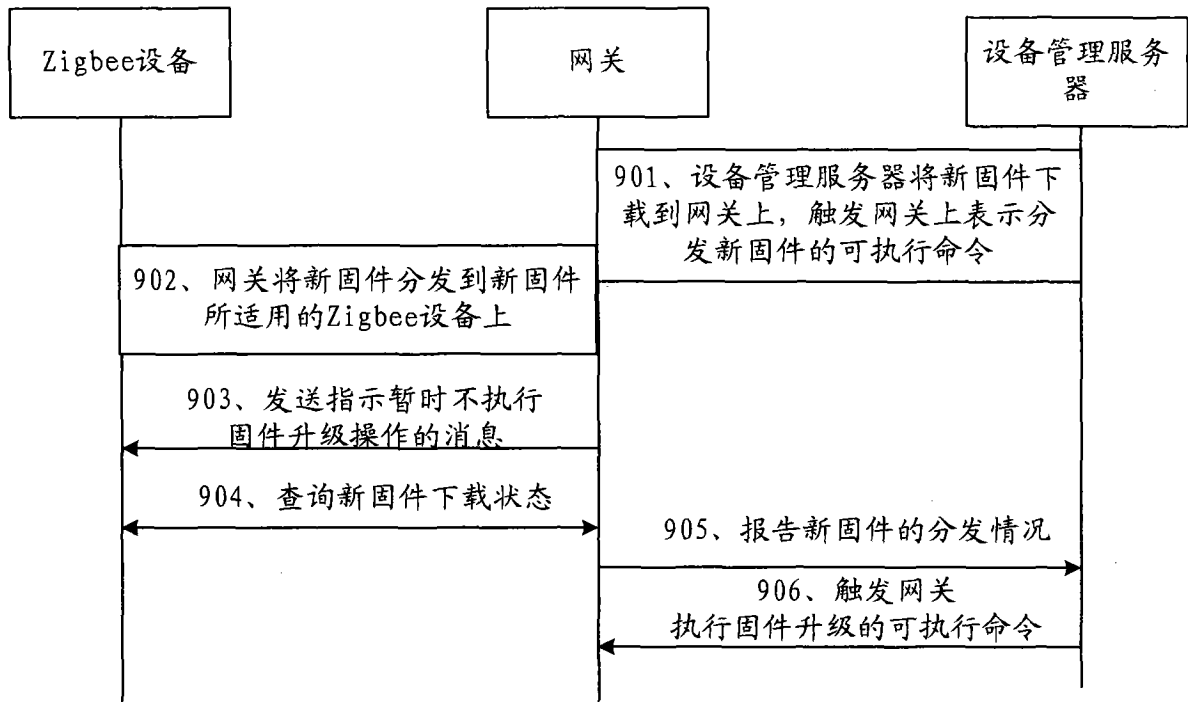 Zigbee设备
网关
设备管理服务
器
901、设备管理服务器将新固件下
载到网关上，触发网关上表示分
发新固件的可执行命令
902、网关将新固件分发到新固件
所适用的Zigbee设备上
903、发送指示暂时不执行
固件升级操作的消息
904、查询新固件下载状态
905、报告新固件的分发情况
906、触发网关
执行固件升级的可执行命令